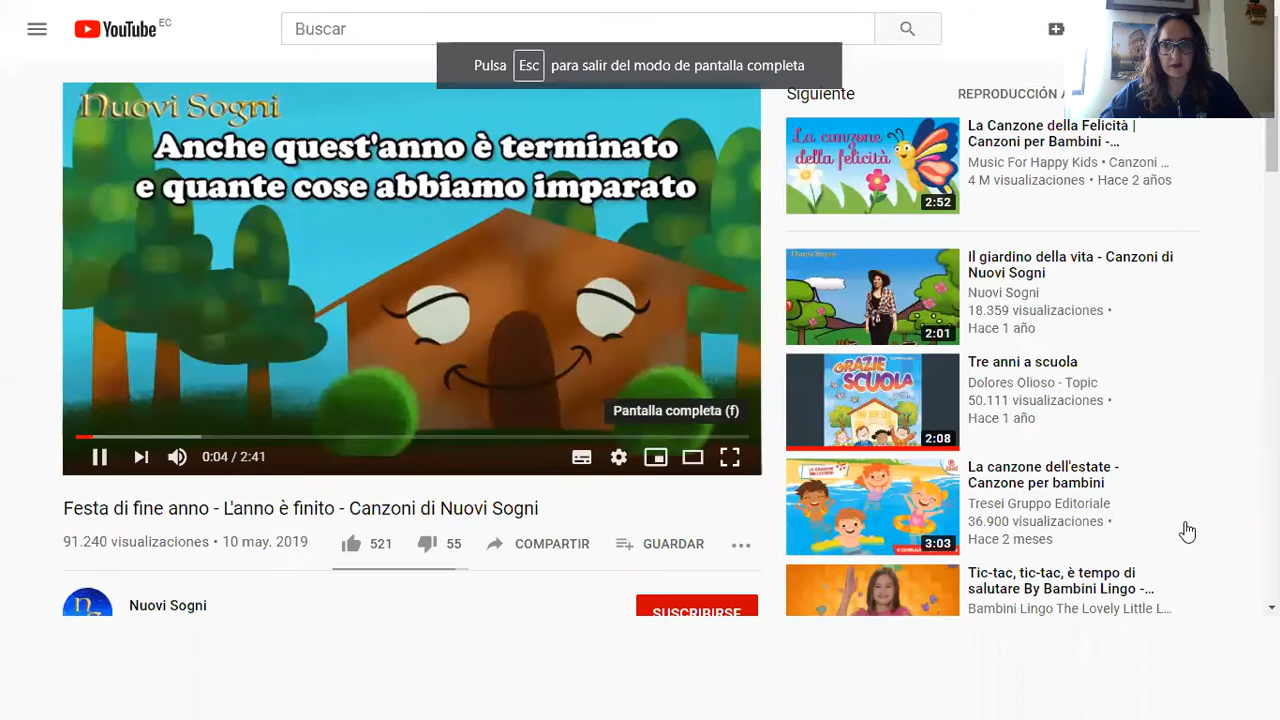 YouTube EC
Buscar
Pulsa Esc para salir del modo de pantalla completa
Nuovi Sogni
Anche quest'anno è terminato
e quante cose abbiamo imparato
Pantalla completa (f)
0:04 / 2:41
Festa di fine anno - L'anno è finito - Canzoni di Nuovi Sogni
91.240 visualizaciones • 10 may. 2019
521
55
COMPARTIR
GUARDAR
Nuovi Sogni
SUSCRIBIRSE
Siguiente
REPRODUCCIÓN
La canzone
della felicità
2:52
La Canzone della Felicità |
Canzoni per Bambini -...
Music For Happy Kids • Canzoni ...
4 M visualizaciones • Hace 2 años
Nuovi Sogni
2:01
Il giardino della vita - Canzoni di
Nuovi Sogni
Nuovi Sogni
18.359 visualizaciones •
Hace 1 año
GRAZIE
SCUOLA
2:08
Tre anni a scuola
Dolores Olioso - Topic
50.111 visualizaciones •
Hace 1 año
3:03
La canzone dell'estate -
Canzone per bambini
Tresei Gruppo Editoriale
36.900 visualizaciones •
Hace 2 meses
Tic-tac, tic-tac, è tempo di
salutare By Bambini Lingo -...
Bambini Lingo The Lovely Little L...